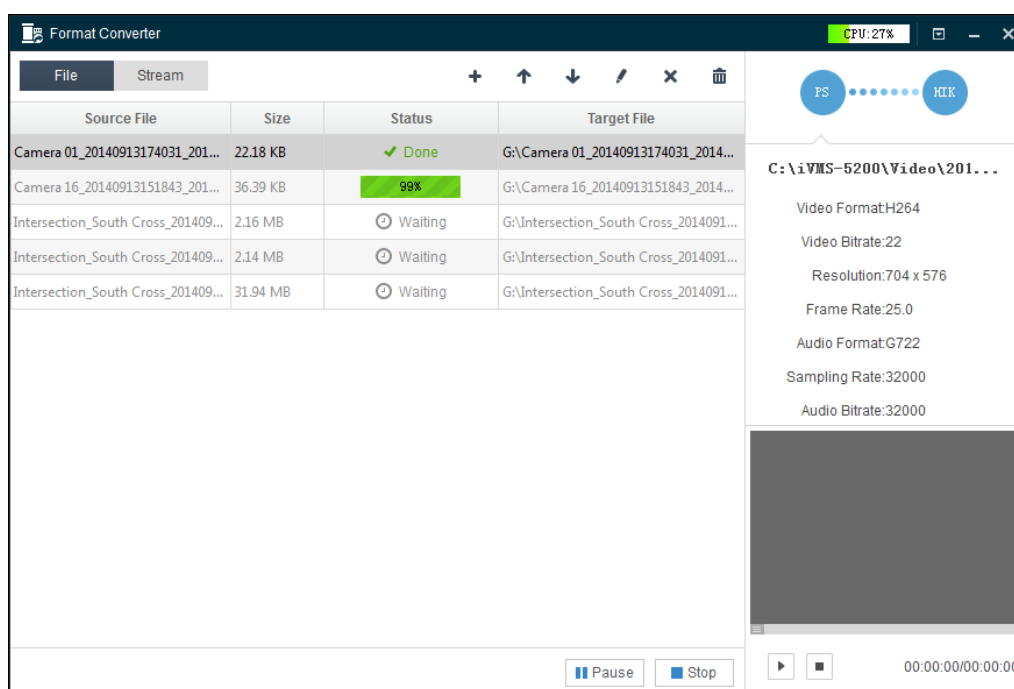 Format Converter
CPU:27%
File Stream
PS HIK
Source File Size Status Target File
Camera 01_20140913174031_201... 22.18 KB Done G:\Camera 01_20140913174031_2014...
Camera 16_20140913151843_201... 36.39 KB 99% G:\Camera 16_20140913151843_2014...
Intersection_South Cross_201409... 2.16 MB Waiting G:\Intersection_South Cross_2014091...
Intersection_South Cross_201409... 2.14 MB Waiting G:\Intersection_South Cross_2014091...
Intersection_South Cross_201409... 31.94 MB Waiting G:\Intersection_South Cross_2014091...
C:\iVMS-5200\Video\201...
Video Format:H264
Video Bitrate:22
Resolution:704 x 576
Frame Rate:25.0
Audio Format:G722
Sampling Rate:32000
Audio Bitrate:32000
Pause Stop
00:00:00/00:00:00